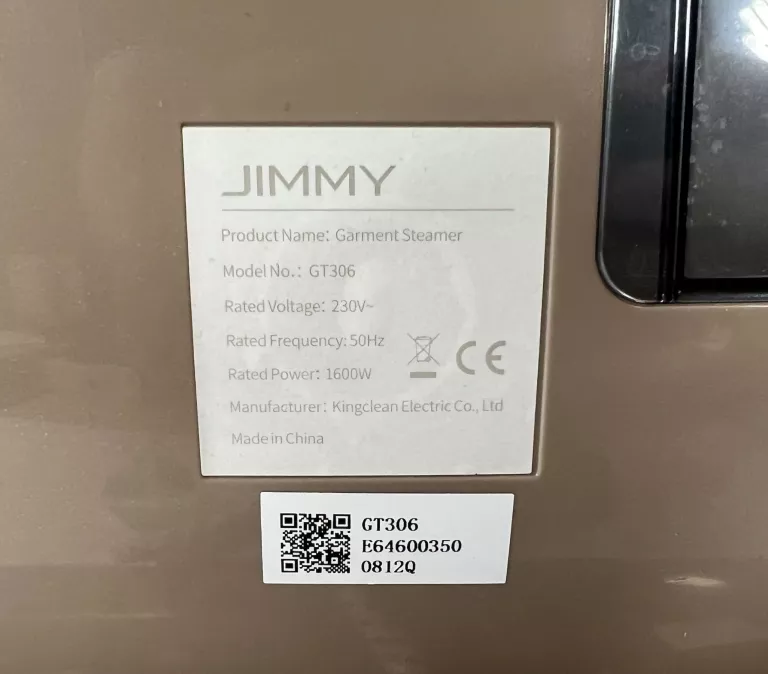 JIMMY
Product Name: Garment Steamer
Model No.: GT306
Rated Voltage: 230V~
Rated Frequency: 50Hz
CE
Rated Power: 1600W
Manufacturer: Kingclean Electric Co., Ltd
Made in China
GT306
E64600350
0812Q